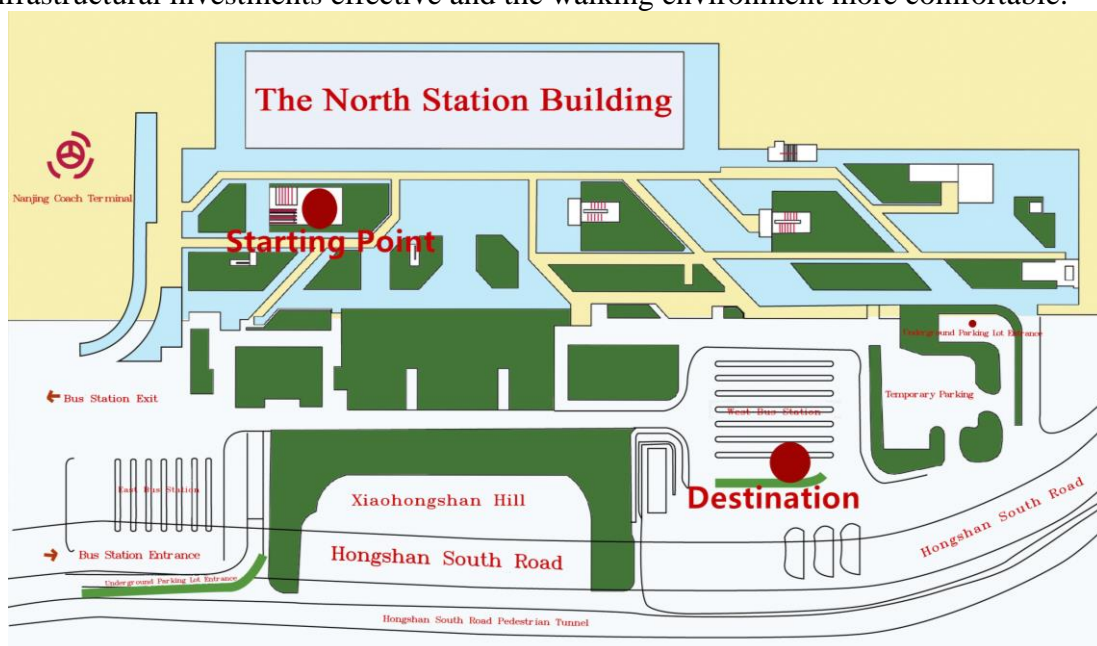 nfrastructural investments effective and the walking environment more comfortable.
The North Station Building
Nanjing Coach Terminal
Starting Point
Underground Parking Lot Entrance
Bus Station Exit
Temporary Parking
West Bus Station
East Bus Station
Xiaohongshan Hill
Destination
Hongshan South Road
Bus Station Entrance
Hongshan South Road
Underground Parking Lot Entrance
Hongshan South Road Pedestrian Tunnel